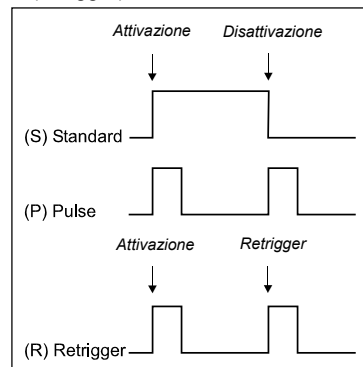 Attivazione Disattivazione
(S) Standard
(P) Pulse
Attivazione Retrigger
(R) Retrigger